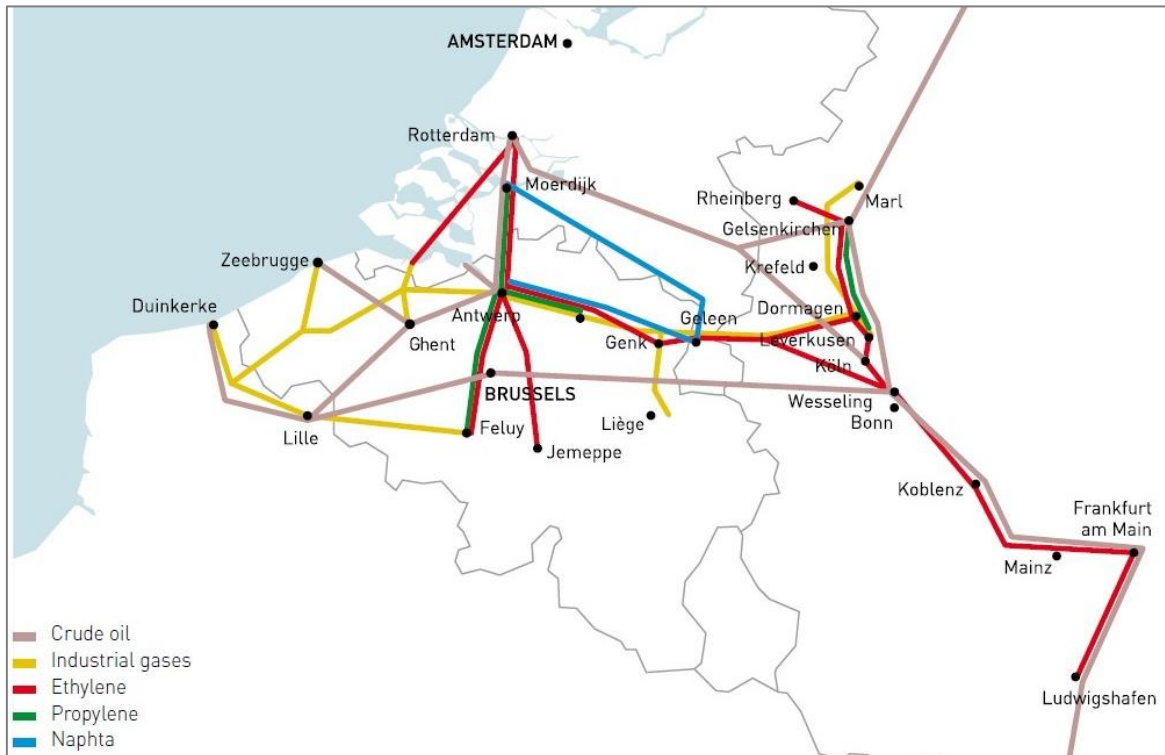 AMSTERDAM
Rotterdam
Moerdijk
Rheinberg
Marl
Gelsenkirchen
Zeebrugge
Krefeld
Duinkerke
Dormagen
Antwerp
Geleen
Ghent
Genk
Leverkusen
Köln
BRUSSELS
Wesseling
Lille
Feluy
Liège
Bonn
Jemeppe
Koblenz
Frankfurt
am Main
Mainz
Ludwigshafen
Crude oil
Industrial gases
Ethylene
Propylene
Naphta